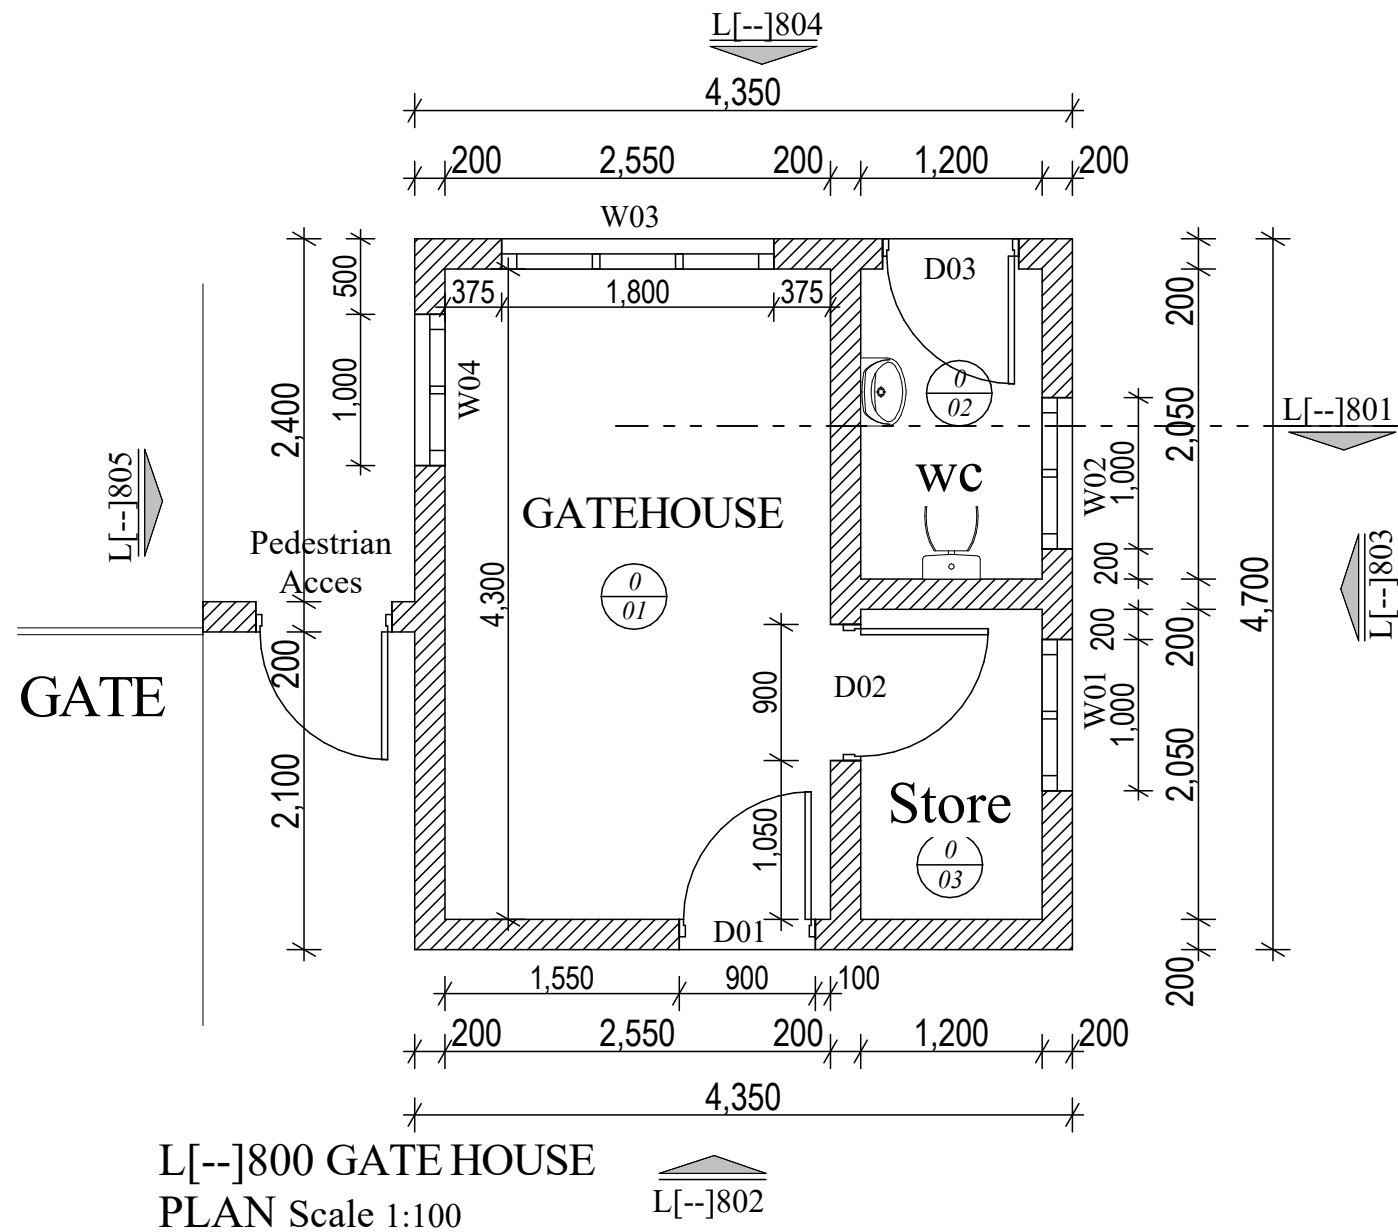 L[--]804
4,350
200 2,550 200 1,200 200
W03
D03
375 1,800 375
500
1,000
2,400
200
2,100
W04
L[--]805
Pedestrian
Acces
GATE
GATEHOUSE
0
01
4,300
0
02
wc
L[--]801
W02
1,000
200
200
W01
1,000
200
2,050
200
2,050
200
4,700
L[--]803
900
D02
1,050
Store
0
03
D01
1,550 900 100
200 2,550 200 1,200 200
4,350
L[--]800 GATE HOUSE
PLAN Scale 1:100
L[--]802